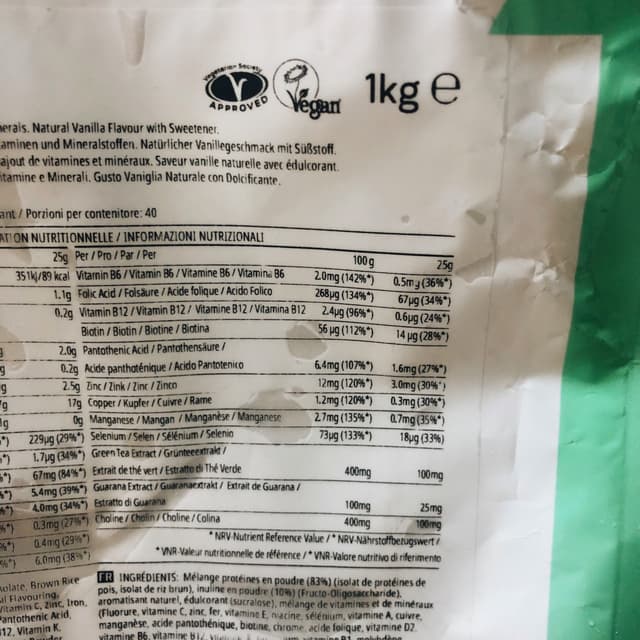 Vegetarian Society
APPROVED
Vegan
1kg e
erals. Natural Vanilla Flavour with Sweetener.
aminen und Mineralstoffen. Natürlicher Vanillegeschmack mit Süßstoff.
ajout de vitamines et minéraux. Saveur vanille naturelle avec édulcorant.
itamine e Minerali. Gusto Vaniglia Naturale con Dolcificante.
ant / Porzioni per contenitore: 40
ATION NUTRITIONNELLE / INFORMAZIONI NUTRIZIONALI
25g Per / Pro / Par / Per 100 g 25g
351kJ/89 kcal Vitamin B6 / Vitamin B6 / Vitamine B6 / Vitamina B6 2.0mg (142%*) 0.5mg (36%*)
1.1g Folic Acid / Folsäure / Acide folique / Acido Folico 268µg (134%*) 67µg (34%*)
0.2g Vitamin B12 / Vitamin B12 / Vitamine B12 / Vitamina B12 2.4µg (96%*) 0.6µg (24%*)
Biotin / Biotin / Biotine / Biotina 56 µg (112%*) 14 µg (28%*)
2.0g Pantothenic Acid / Pantothensäure /
0.2g Acide panthoténique / Acido Pantotenico 6.4mg (107%*) 1.6mg (27%*)
2.5g Zinc / Zink / Zinc / Zinco 12mg (120%*) 3.0mg (30%*)
17g Copper / Kupfer / Cuivre / Rame 1.2mg (120%*) 0.3mg (30%*)
0g Manganese / Mangan / Manganèse / Manganese 2.7mg (135%*) 0.7mg (35%*)
229µg (29%*) Selenium / Selen / Sélénium / Selenio 73µg (133%*) 18µg (33%)
1.7µg (34%*) Green Tea Extract / Grünteeextrakt /
67mg (84%*) Extrait de thé vert / Estratto di Thé Verde 400mg 100mg
5.4mg (39%*) Guarana Extract / Guaranaextrakt / Extrait de Guarana /
4.0mg (34%*) Estratto di Guarana 100mg 25mg
0.3mg (27%*) Choline / Cholin / Choline / Colina 400mg 100mg
0.4mg (29%*) * NRV-Nutrient Reference Value / * NRV-Nährstoffbezugswert /
6.0mg (38%*) * VNR-Valeur nutritionnelle de référence / * VNR-Valore nutritivo di riferimento
olate, Brown Rice
Flavouring,
Vitamin C, Zinc, Iron,
Pantothenic Acid,
12, Vitamin K.
FR INGRÉDIENTS: Mélange protéines en poudre (83%) (isolat de protéines de
pois, isolat de riz brun), inuline en poudre (10%) (Fructo-Oligosaccharide),
aromatisant naturel, édulcorant (sucralose), mélange de vitamines et de minéraux
(Fluorure, vitamine C, zinc, fer, vitamine E, niacine, sélénium, vitamine A, cuivre,
manganèse, acide pantothénique, biotine, chrome, acide folique, vitamine D2,
vitamine B6, vitamine B12, vitamine B1, molybdène